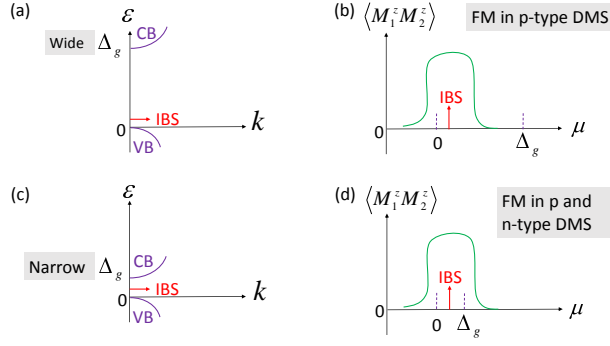 (a)
ε
Wide
Δg
CB
0
IBS
k
VB
(b)
⟨M₁ᶻM₂ᶻ⟩
FM in p-type DMS
IBS
0
0
Δg
μ
(c)
ε
CB
Narrow
Δg
IBS
0
k
VB
(d)
⟨M₁ᶻM₂ᶻ⟩
FM in p and
n-type DMS
IBS
0
0
Δg
μ